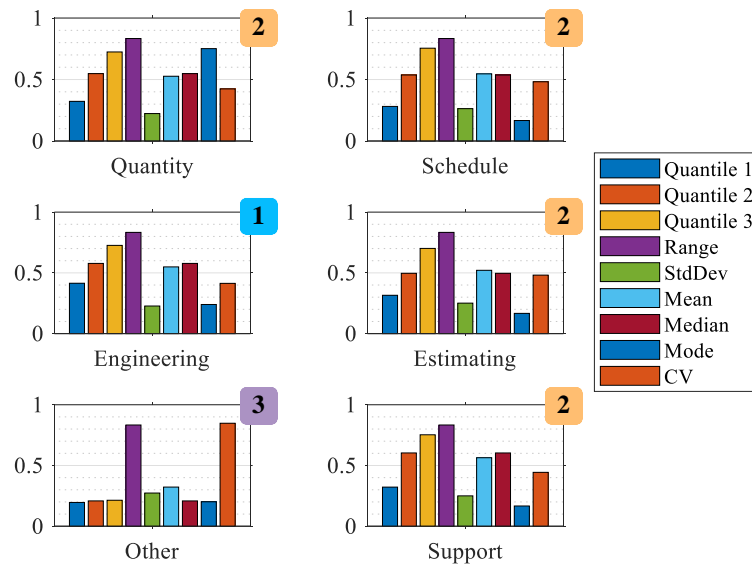 1
0.5
0
2
Quantity
1
0.5
0
2
Schedule
1
0.5
0
1
Engineering
1
0.5
0
2
Estimating
1
0.5
0
3
Other
1
0.5
0
2
Support
Quantile 1
Quantile 2
Quantile 3
Range
StdDev
Mean
Median
Mode
CV